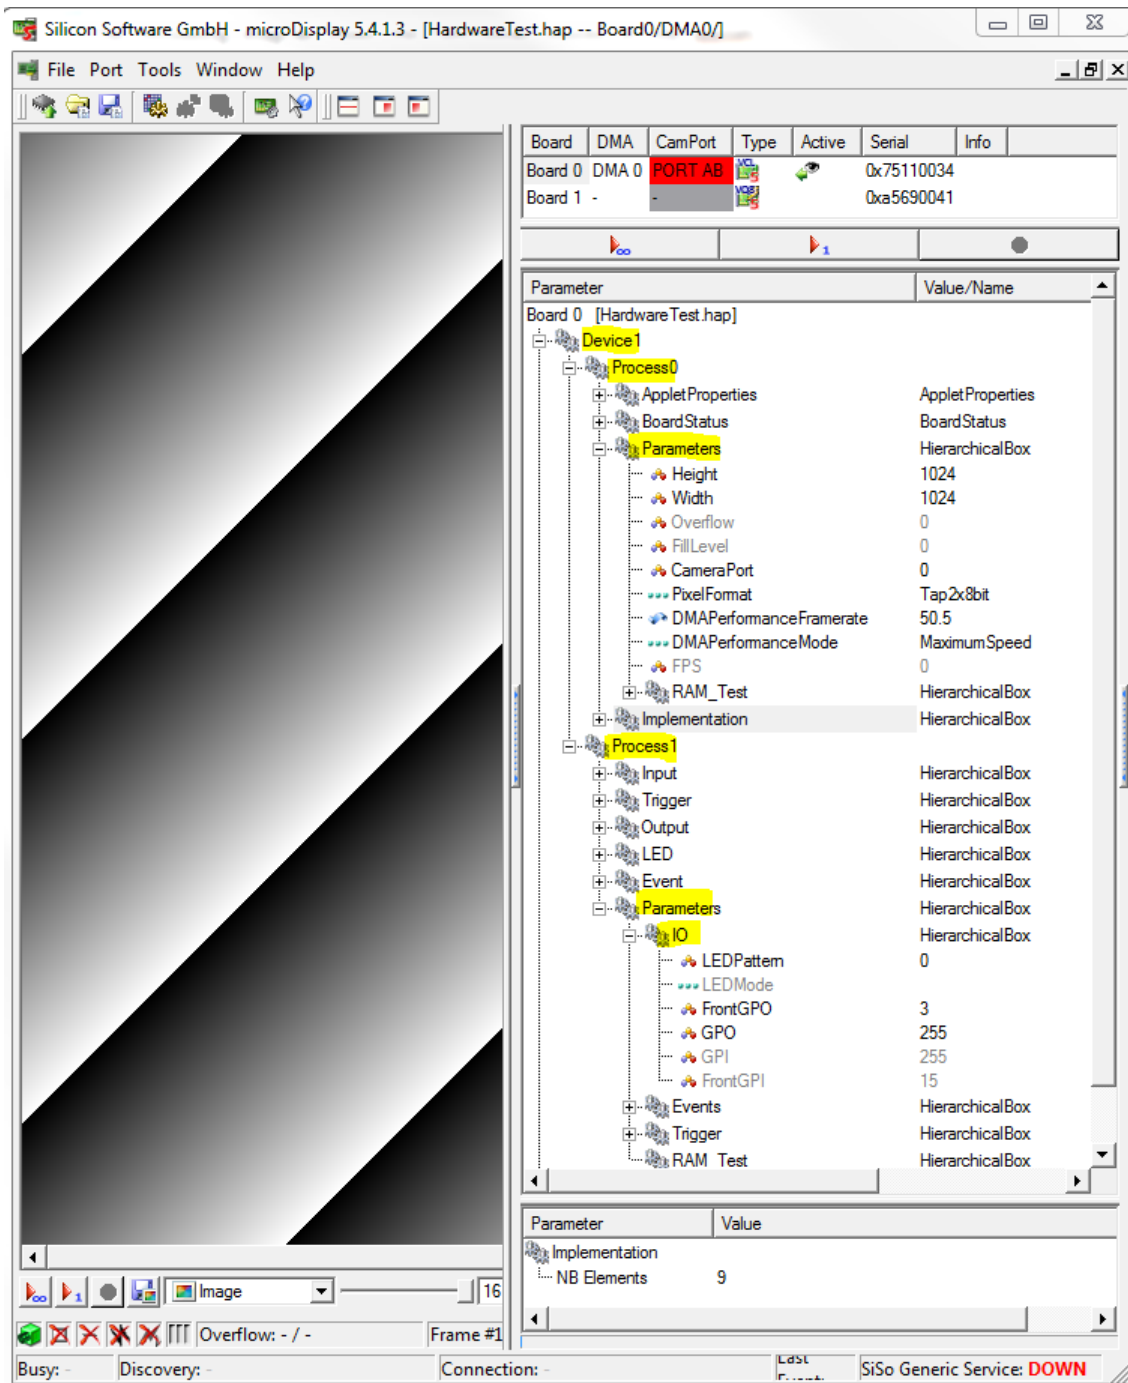 Silicon Software GmbH - microDisplay 5.4.1.3 - [HardwareTest.hap -- Board0/DMA0/]
File Port Tools Window Help
Board DMA CamPort Type Active Serial Info
Board 0 DMA 0 PORT AB VCL 0x75110034
Board 1 - - 0xa5690041
∞ 1
Parameter Value/Name
Board 0 [HardwareTest.hap]
Device1
Process0
AppletProperties AppletProperties
BoardStatus BoardStatus
Parameters HierarchicalBox
Height 1024
Width 1024
Overflow 0
FillLevel 0
CameraPort 0
PixelFormat Tap2x8bit
DMAPerformanceFramerate 50.5
DMAPerformanceMode MaximumSpeed
FPS 0
RAM_Test HierarchicalBox
Implementation HierarchicalBox
Process1
Input HierarchicalBox
Trigger HierarchicalBox
Output HierarchicalBox
LED HierarchicalBox
Event HierarchicalBox
Parameters HierarchicalBox
IO HierarchicalBox
LEDPattern 0
LEDMode
FrontGPO 3
GPO 255
GPI 255
FrontGPI 15
Events HierarchicalBox
Trigger HierarchicalBox
RAM_Test HierarchicalBox
Parameter Value
Implementation
NB Elements 9
∞ 1 Image 16
Overflow: - / - Frame #1
Busy: - Discovery: - Connection: - Last SiSo Generic Service: DOWN